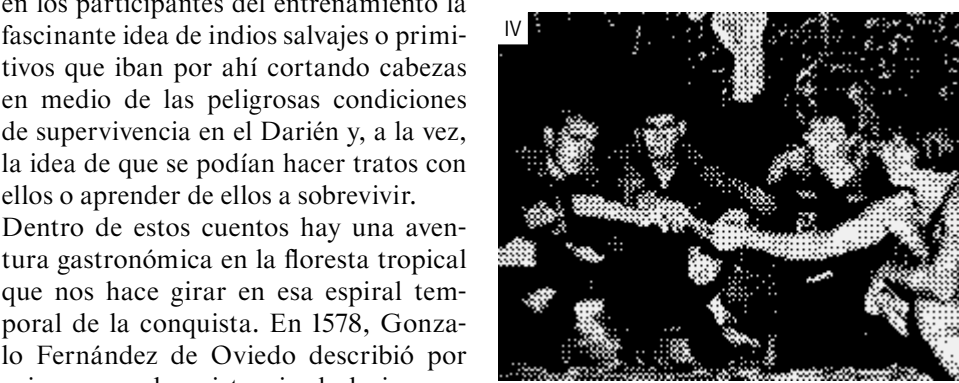 en los participantes del entrenamiento la
fascinante idea de indios salvajes o primi-
tivos que iban por ahí cortando cabezas
en medio de las peligrosas condiciones
de supervivencia en el Darién y, a la vez,
la idea de que se podían hacer tratos con
ellos o aprender de ellos a sobrevivir.
Dentro de estos cuentos hay una aven-
tura gastronómica en la floresta tropical
que nos hace girar en esa espiral tem-
poral de la conquista. En 1578, Gonza-
lo Fernández de Oviedo describió por
IV